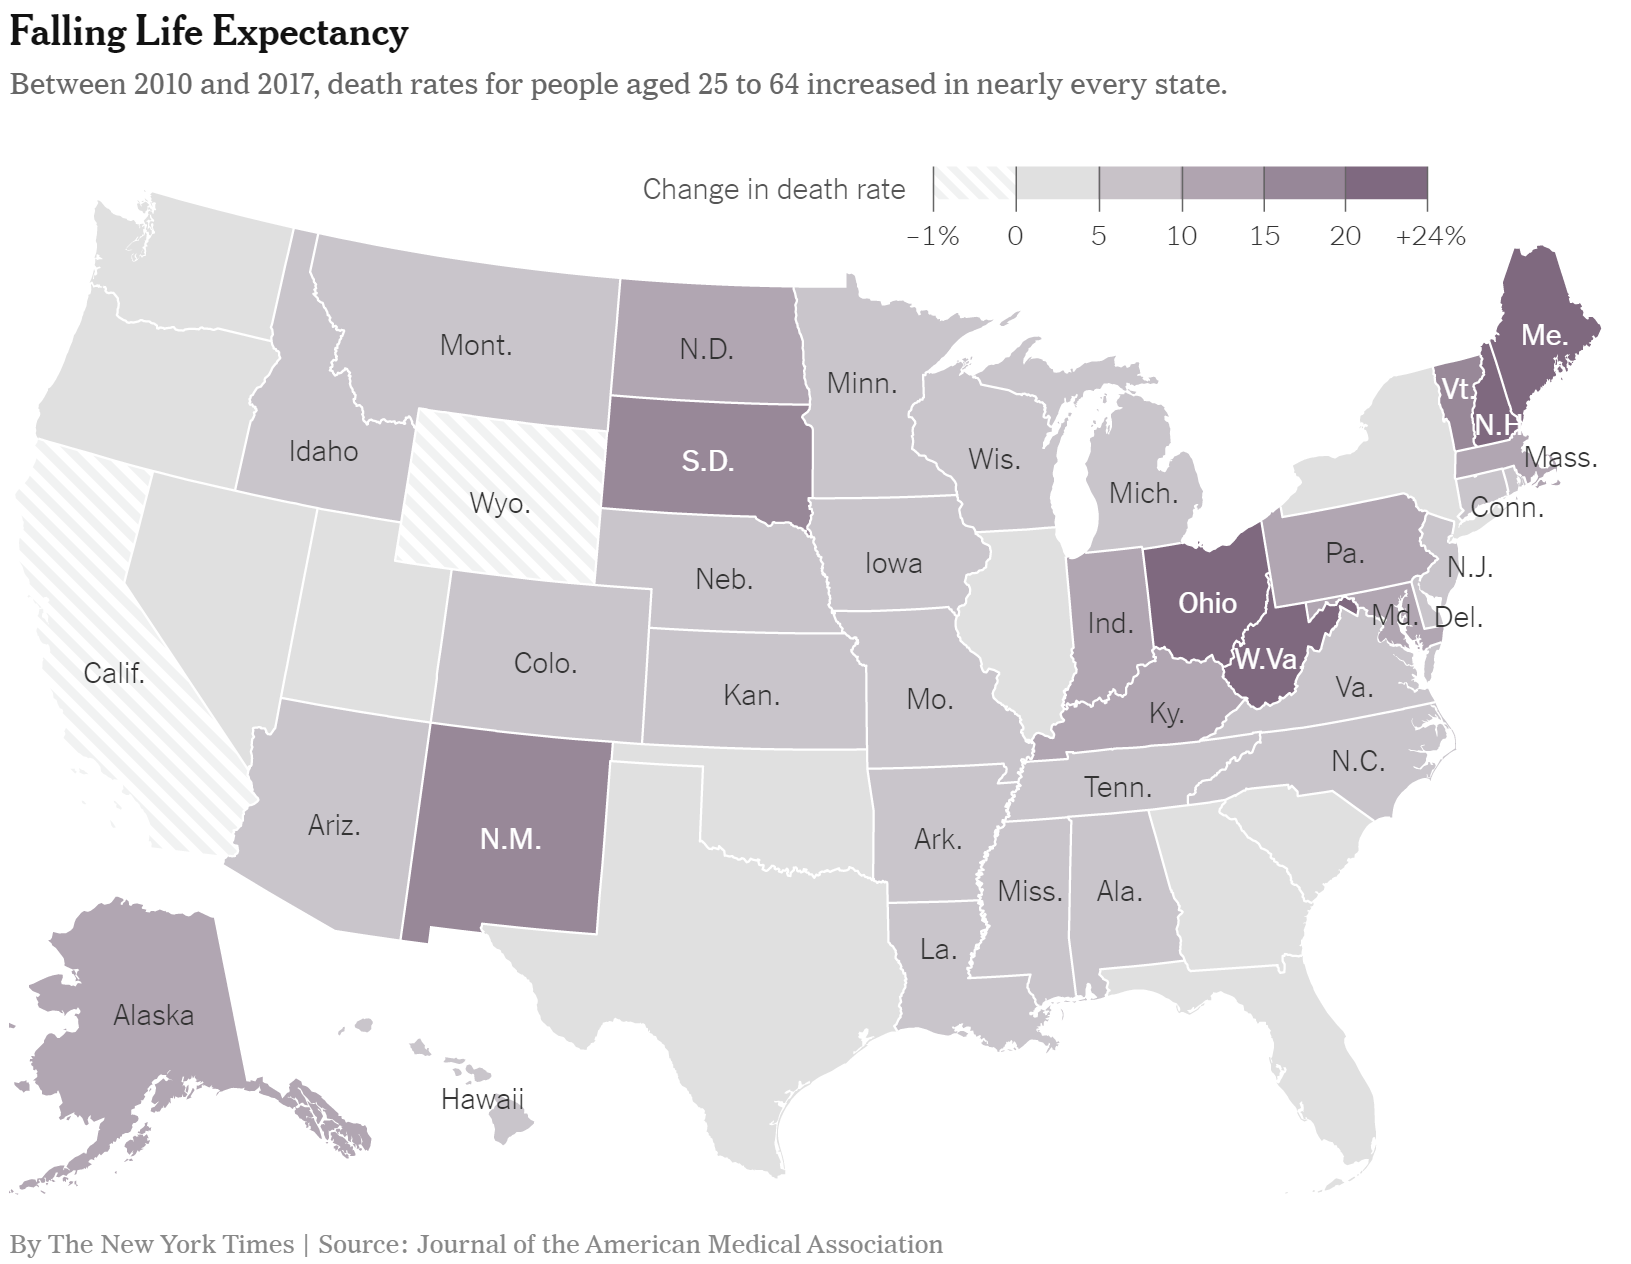 Falling Life Expectancy
Between 2010 and 2017, death rates for people aged 25 to 64 increased in nearly every state.
Change in death rate
−1% 0 5 10 15 20 +24%
Me.
Mont.
N.D.
Minn.
Vt.
N.H
Idaho
S.D.
Wis.
Mass.
Wyo.
Mich.
Conn.
Iowa
Pa.
N.J.
Neb.
Ohio
Ind.
Md.
Del.
Calif.
Colo.
W.Va.
Kan.
Mo.
Ky.
Va.
N.C.
Tenn.
Ariz.
N.M.
Ark.
Miss.
Ala.
La.
Alaska
Hawaii
By The New York Times | Source: Journal of the American Medical Association